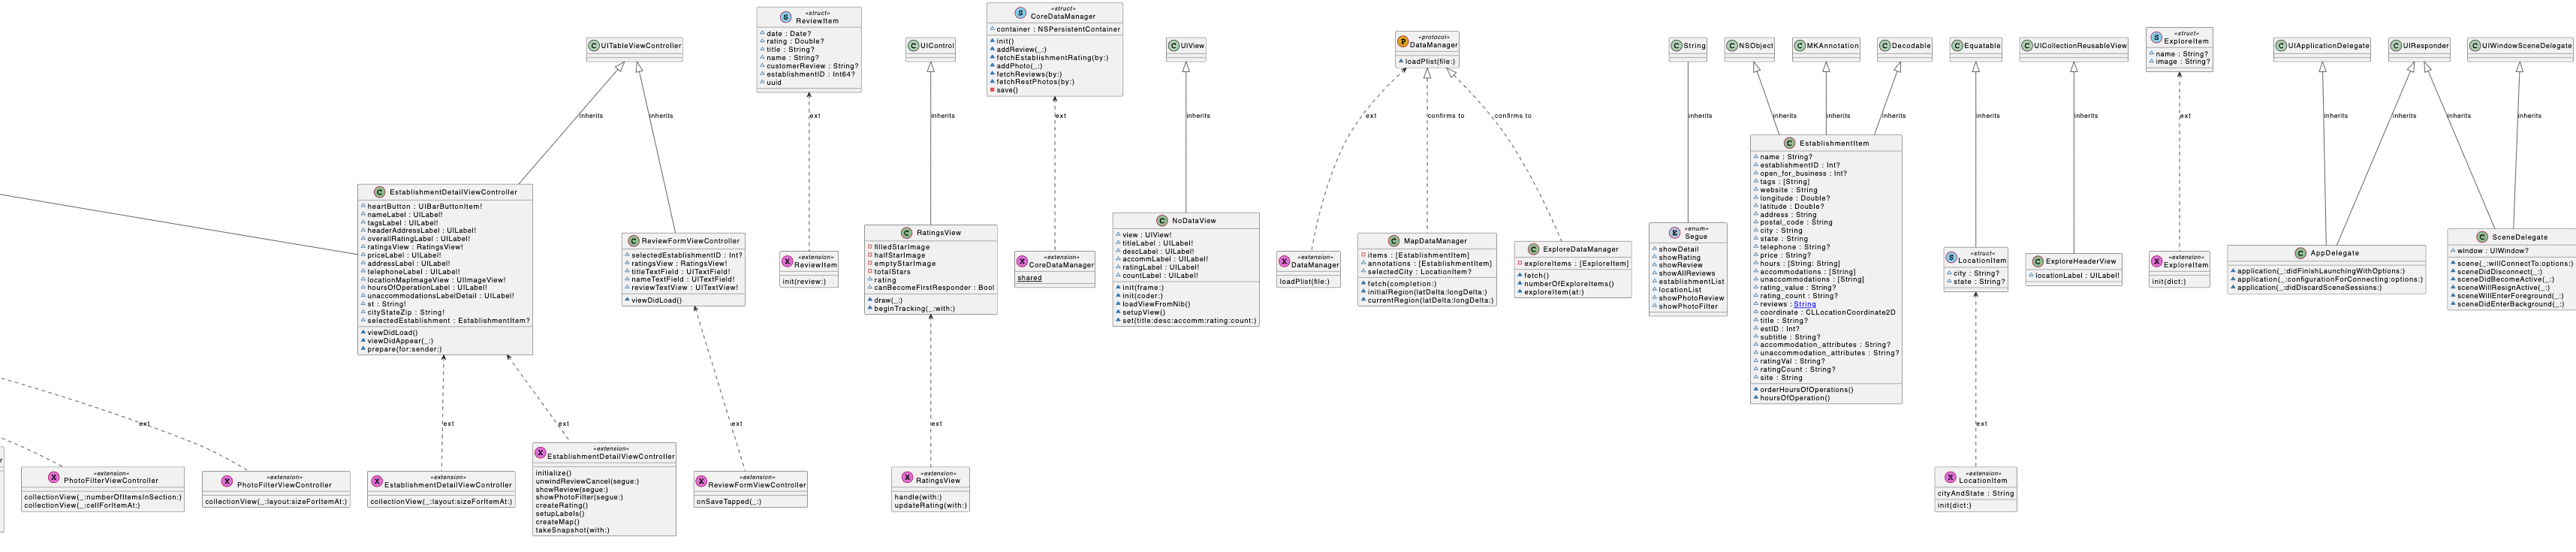 C UITableViewController
inherits
inherits
C EstablishmentDetailViewController
heartButton : UIBarButtonItem!
nameLabel : UILabel!
tagsLabel : UILabel!
headerAddressLabel : UILabel!
overallRatingLabel : UILabel!
ratingsView : RatingsView!
priceLabel : UILabel!
addressLabel : UILabel!
telephoneLabel : UILabel!
locationMapImageView : UIImageView!
hoursOfOperationLabel : UILabel!
unaccommodationsLabelDetail : UILabel!
st : String!
cityStateZip : String!
selectedEstablishment : EstablishmentItem?
viewDidLoad()
viewDidAppear(_:)
prepare(for:sender:)
C ReviewFormViewController
selectedEstablishmentID : Int?
ratingsView : RatingsView!
titleTextField : UITextField!
nameTextField : UITextField!
reviewTextView : UITextView!
viewDidLoad()
ext
ext
ext
ext
r
«extension»
X PhotoFilterViewController
collectionView(_:numberOfItemsInSection:)
collectionView(_:cellForItemAt:)
«extension»
X PhotoFilterViewController
collectionView(_:layout:sizeForItemAt:)
«extension»
X EstablishmentDetailViewController
collectionView(_:layout:sizeForItemAt:)
«extension»
X EstablishmentDetailViewController
initialize()
unwindReviewCancel(segue:)
showReview(segue:)
showPhotoFilter(segue:)
createRating()
setupLabels()
createMap()
takeSnapshot(with:)
«extension»
X ReviewFormViewController
onSaveTapped(_:)
«struct»
S ReviewItem
date : Date?
rating : Double?
title : String?
name : String?
customerReview : String?
establishmentID : Int64?
uuid
ext
«extension»
X ReviewItem
init(review:)
C UIControl
inherits
C RatingsView
filledStarImage
halfStarImage
emptyStarImage
totalStars
rating
canBecomeFirstResponder : Bool
draw(_:)
beginTracking(_:with:)
ext
«extension»
X RatingsView
handle(with:)
updateRating(with:)
«struct»
S CoreDataManager
container : NSPersistentContainer
init()
addReview(_:)
fetchEstablishmentRating(by:)
addPhoto(_:)
fetchReviews(by:)
fetchRestPhotos(by:)
save()
ext
«extension»
X CoreDataManager
shared
C UIView
inherits
C NoDataView
view : UIView!
titleLabel : UILabel!
descLabel : UILabel!
accommLabel : UILabel!
ratingLabel : UILabel!
countLabel : UILabel!
init(frame:)
init(coder:)
loadViewFromNib()
setupView()
set(title:desc:accomm:rating:count:)
«protocol»
P DataManager
loadPlist(file:)
ext
confirms to
confirms to
«extension»
X DataManager
loadPlist(file:)
C MapDataManager
items : [EstablishmentItem]
annotations : [EstablishmentItem]
selectedCity : LocationItem?
fetch(completion:)
initialRegion(latDelta:longDelta:)
currentRegion(latDelta:longDelta:)
C ExploreDataManager
exploreItems : [ExploreItem]
fetch()
numberOfExploreItems()
exploreItem(at:)
C String
inherits
«enum»
E Segue
showDetail
showRating
showReview
showAllReviews
establishmentList
locationList
showPhotoReview
showPhotoFilter
C NSObject
C MKAnnotation
C Decodable
inherits
inherits
inherits
C EstablishmentItem
name : String?
establishmentID : Int?
open_for_business : Int?
tags : [String]
website : String
longitude : Double?
latitude : Double?
address : String
postal_code : String
city : String
state : String
telephone : String?
price : String?
hours : [String: String]
accommodations : [String]
unaccommodations : [String]
rating_value : String?
rating_count : String?
reviews : String
coordinate : CLLocationCoordinate2D
title : String?
estID : Int?
subtitle : String?
accommodation_attributes : String?
unaccommodation_attributes : String?
ratingVal : String?
ratingCount : String?
site : String
orderHoursOfOperations()
hoursOfOperation()
C Equatable
inherits
«struct»
S LocationItem
city : String?
state : String?
ext
«extension»
X LocationItem
cityAndState : String
init(dict:)
C UICollectionReusableView
inherits
C ExploreHeaderView
locationLabel : UILabel!
«struct»
S ExploreItem
name : String?
image : String?
ext
«extension»
X ExploreItem
init(dict:)
C UIApplicationDelegate
C UIResponder
C UIWindowSceneDelegate
inherits
inherits
inherits
inherits
C AppDelegate
application(_:didFinishLaunchingWithOptions:)
application(_:configurationForConnecting:options:)
application(_:didDiscardSceneSessions:)
C SceneDelegate
window : UIWindow?
scene(_:willConnectTo:options:)
sceneDidDisconnect(_:)
sceneDidBecomeActive(_:)
sceneWillResignActive(_:)
sceneWillEnterForeground(_:)
sceneDidEnterBackground(_:)